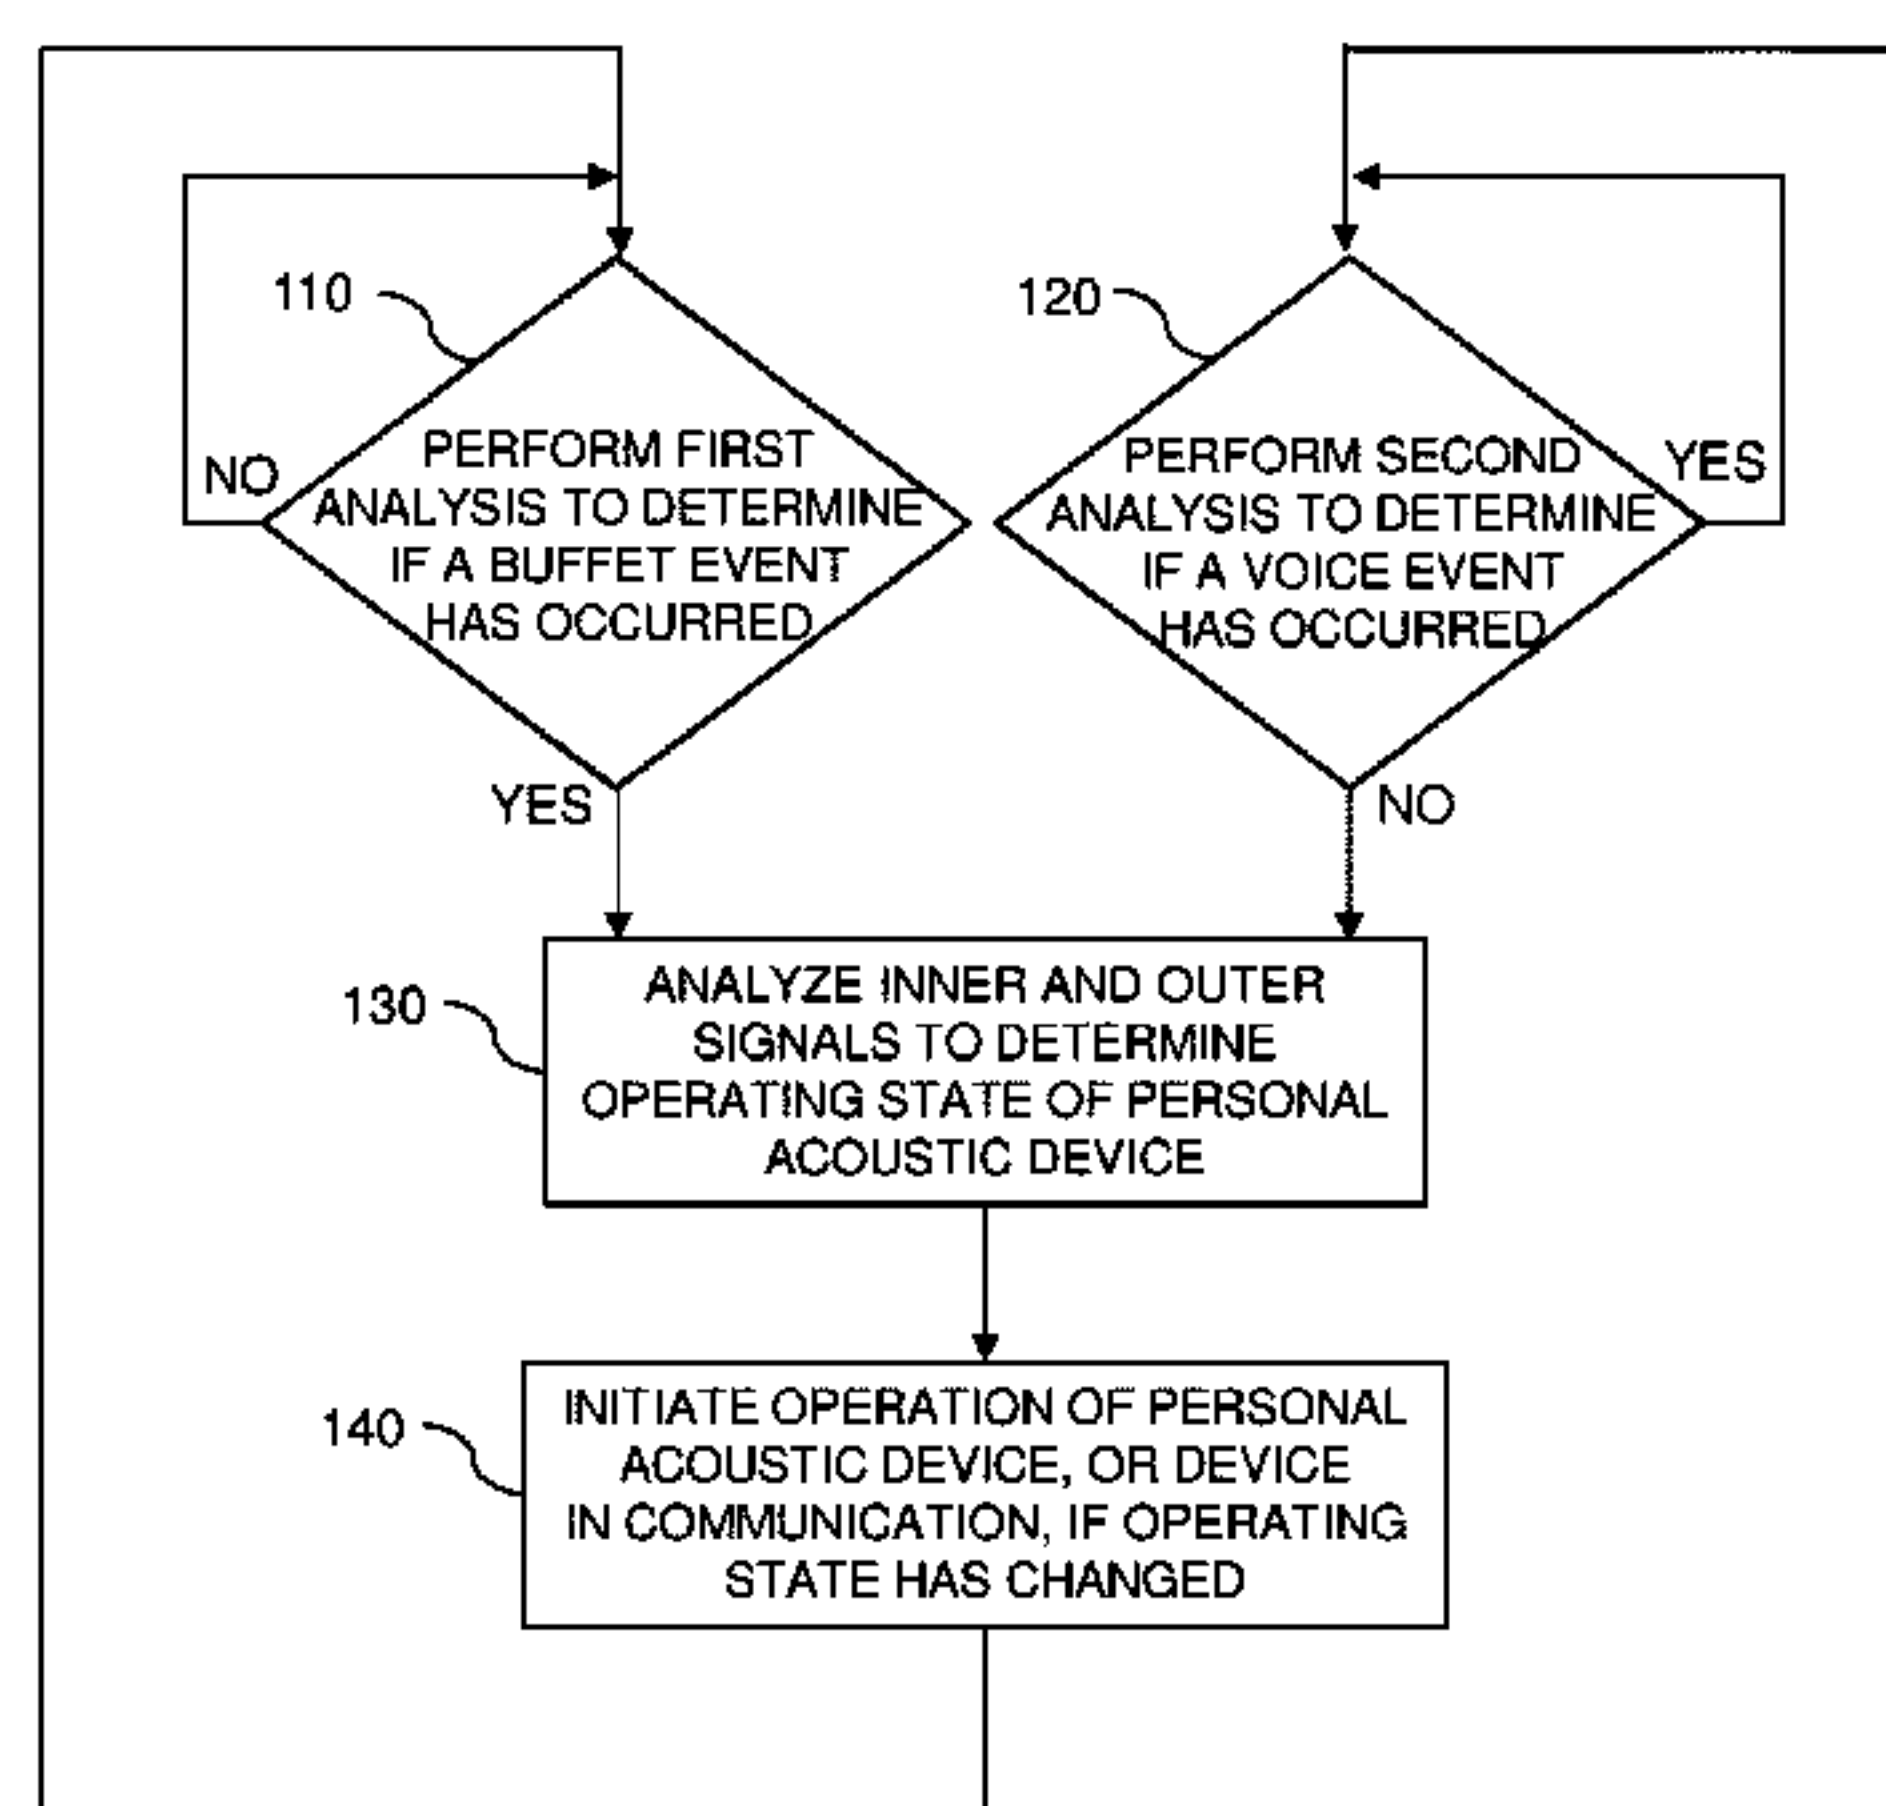 110
PERFORM FIRST
ANALYSIS TO DETERMINE
IF A BUFFET EVENT
HAS OCCURRED
NO
YES
120
PERFORM SECOND
ANALYSIS TO DETERMINE
IF A VOICE EVENT
HAS OCCURRED
YES
NO
130
ANALYZE INNER AND OUTER
SIGNALS TO DETERMINE
OPERATING STATE OF PERSONAL
ACOUSTIC DEVICE
140
INITIATE OPERATION OF PERSONAL
ACOUSTIC DEVICE, OR DEVICE
IN COMMUNICATION, IF OPERATING
STATE HAS CHANGED